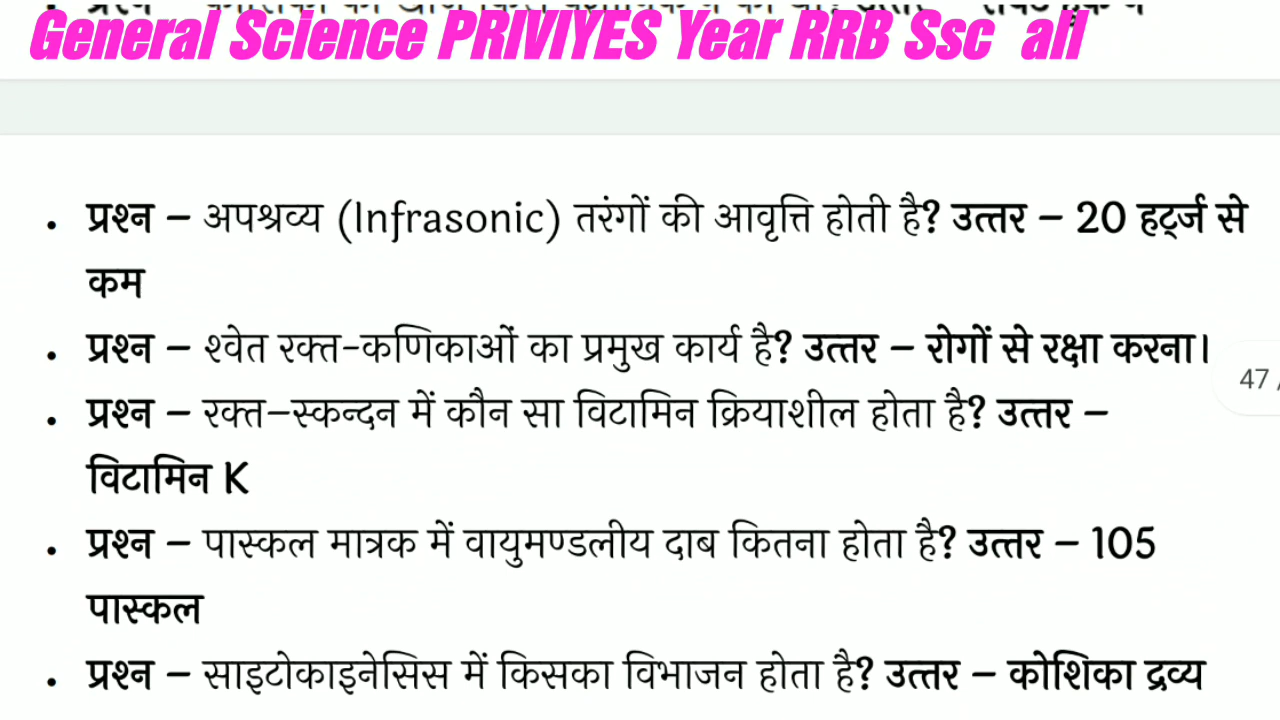 General Science PRIVIYES Year RRB Ssc all
• प्रश्न – अपश्रव्य (Infrasonic) तरंगों की आवृत्ति होती है? उत्तर – 20 हर्ट्ज से
कम
• प्रश्न – श्वेत रक्त-कणिकाओं का प्रमुख कार्य है? उत्तर – रोगों से रक्षा करना।
47 /
• प्रश्न – रक्त–स्कन्दन में कौन सा विटामिन क्रियाशील होता है? उत्तर –
विटामिन K
• प्रश्न – पास्कल मात्रक में वायुमण्डलीय दाब कितना होता है? उत्तर – 105
पास्कल
• प्रश्न – साइटोकाइनेसिस में किसका विभाजन होता है? उत्तर – कोशिका द्रव्य